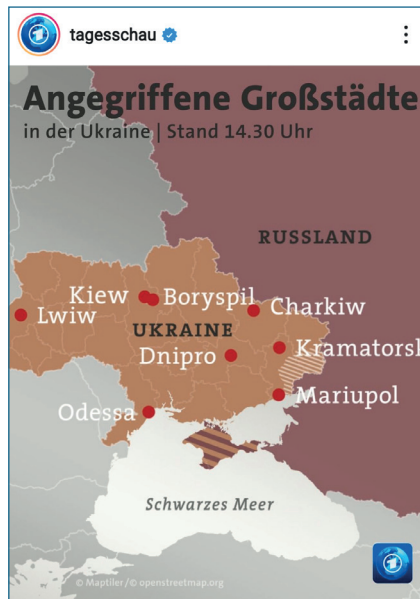 tagesschau
Angegriffene Großstädte
in der Ukraine | Stand 14.30 Uhr
RUSSLAND
Kiew
Boryspil
Charkiw
Lwiw
UKRAINE
Dnipro
Kramatorsk
Mariupol
Odessa
Schwarzes Meer
© Maptiler/© openstreetmap.org